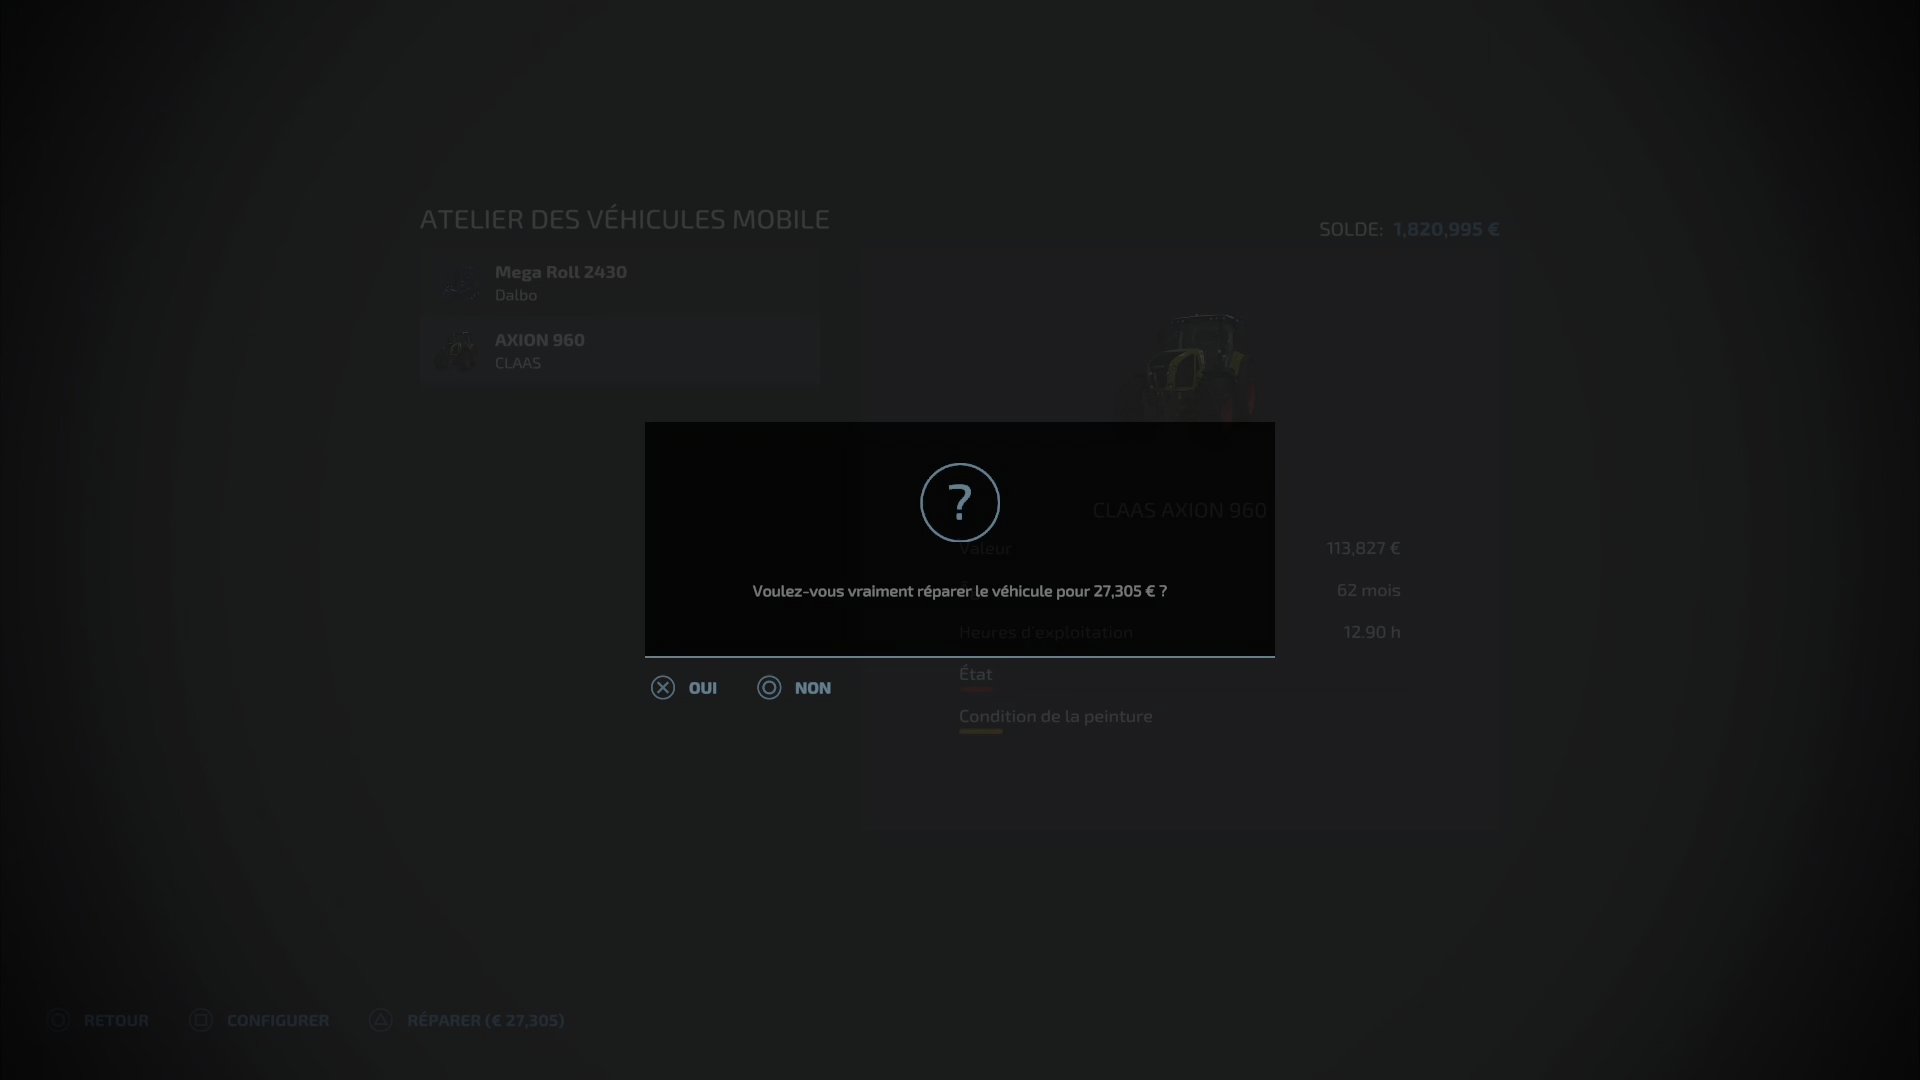 ATELIER DES VÉHICULES MOBILE
SOLDE: 1,820,995 €
Mega Roll 2430
Dalbo
AXION 960
CLAAS
?
CLAAS AXION 960
Valeur 113,827 €
Voulez-vous vraiment réparer le véhicule pour 27,305 € ?
62 mois
Heures d'exploitation 12.90 h
État
OUI NON
Condition de la peinture
RETOUR CONFIGURER RÉPARER (€ 27,305)